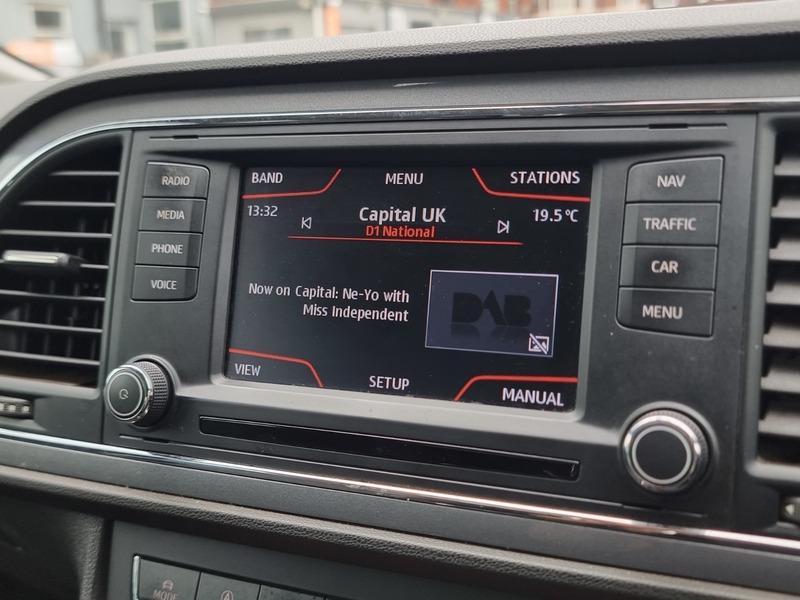 RADIO
MEDIA
PHONE
VOICE
BAND
MENU
STATIONS
13:32
Capital UK
19.5°C
D1 National
Now on Capital: Ne-Yo with
Miss Independent
DAB
VIEW
SETUP
MANUAL
NAV
TRAFFIC
CAR
MENU
MODE